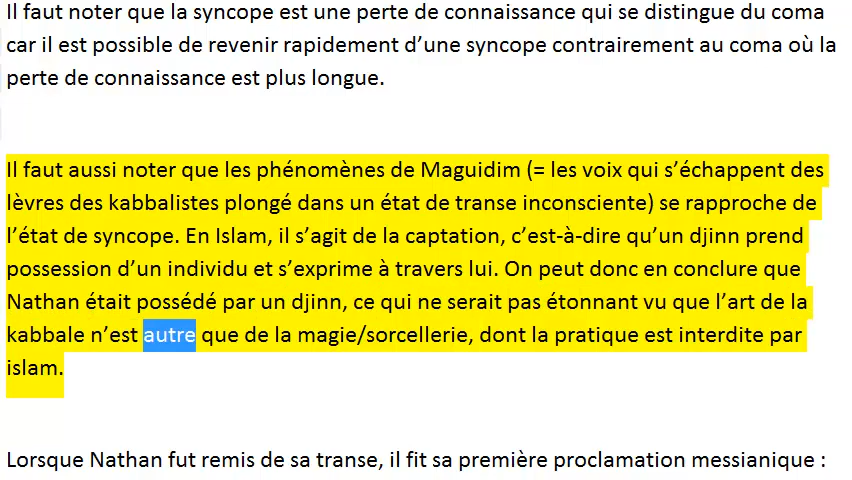 Il faut noter que la syncope est une perte de connaissance qui se distingue du coma
car il est possible de revenir rapidement d’une syncope contrairement au coma où la
perte de connaissance est plus longue.
Il faut aussi noter que les phénomènes de Maguidim (= les voix qui s’échappent des
lèvres des kabbalistes plongé dans un état de transe inconsciente) se rapproche de
l’état de syncope. En Islam, il s’agit de la captation, c’est-à-dire qu’un djinn prend
possession d’un individu et s’exprime à travers lui. On peut donc en conclure que
Nathan était possédé par un djinn, ce qui ne serait pas étonnant vu que l’art de la
kabbale n’est autre que de la magie/sorcellerie, dont la pratique est interdite par
islam.
Lorsque Nathan fut remis de sa transe, il fit sa première proclamation messianique :